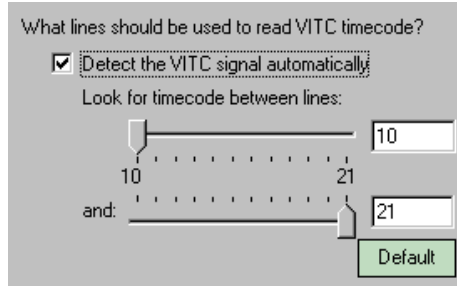 What lines should be used to read VITC timecode?
Detect the VITC signal automatically
Look for timecode between lines:
10
10 21
and: 21
Default